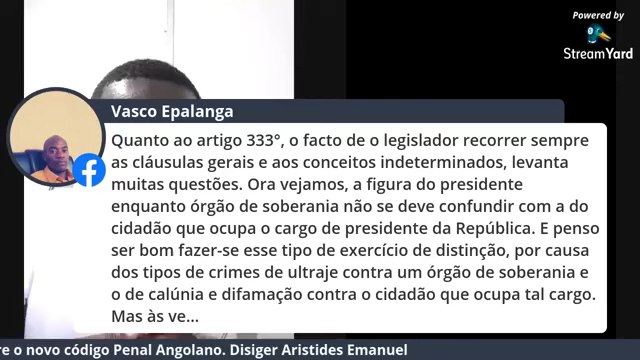 Powered by
StreamYard
Vasco Epalanga
Quanto ao artigo 333°, o facto de o legislador recorrer sempre
as cláusulas gerais e aos conceitos indeterminados, levanta
muitas questões. Ora vejamos, a figura do presidente
enquanto órgão de soberania não se deve confundir com a do
cidadão que ocupa o cargo de presidente da República. E penso
ser bom fazer-se esse tipo de exercício de distinção, por causa
dos tipos de crimes de ultraje contra um órgão de soberania e
o de calúnia e difamação contra o cidadão que ocupa tal cargo.
Mas às ve...
re o novo código Penal Angolano. Disiger Aristides Emanuel